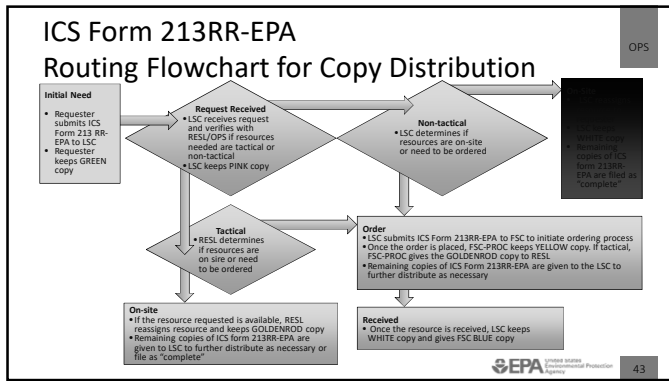 ICS Form 213RR-EPA
Routing Flowchart for Copy Distribution
OPS
Initial Need
• Requester
submits ICS
Form 213 RR-
EPA to LSC
• Requester
keeps GREEN
copy
Request Received
• LSC receives request
and verifies with
RESL/OPS if resources
needed are tactical or
non-tactical
• LSC keeps PINK copy
Non-tactical
• LSC determines if
resources are on-site
or need to be ordered
On-Site
WHITE copy
• Remaining
copies of ICS
form 213RR-
EPA are filed as
"complete"
Tactical
• RESL determines
if resources are
on sire or need
to be ordered
Order
• LSC submits ICS Form 213RR-EPA to FSC to initiate ordering process
• Once the order is placed, FSC-PROC keeps YELLOW copy. If tactical,
FSC-PROC gives the GOLDENROD copy to RESL
• Remaining copies of ICS Form 213RR-EPA are given to the LSC to
further distribute as necessary
On-site
• If the resource requested is available, RESL
reassigns resource and keeps GOLDENROD copy
• Remaining copies of ICS form 213RR-EPA are
given to LSC to further distribute as necessary or
file as "complete"
Received
• Once the resource is received, LSC keeps
WHITE copy and gives FSC BLUE copy
EPA United States
Environmental Protection
Agency
43